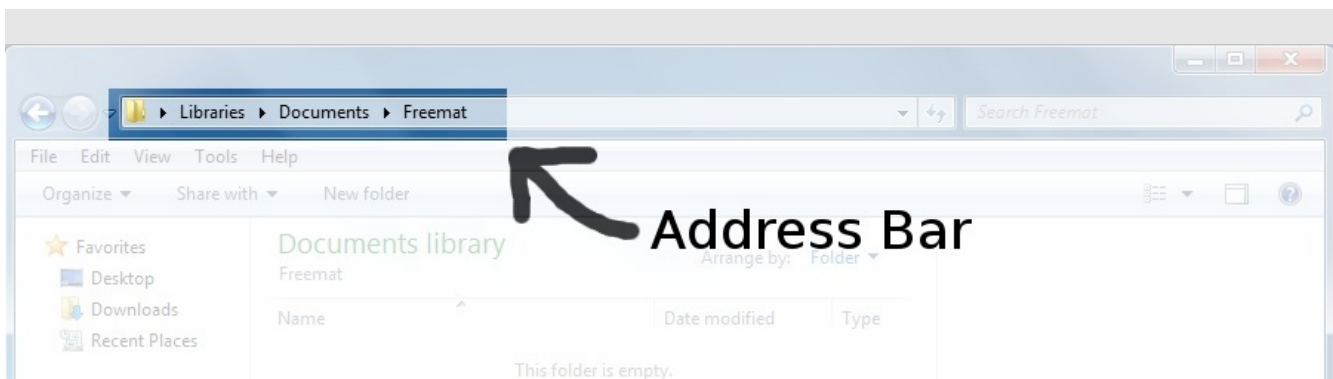 Libraries Documents Freemat Search Freemat
File Edit View Tools Help
Organize Share with New folder
Address Bar
Favorites
Desktop
Downloads
Recent Places
Documents library
Freemat
Arrange by: Folder
Name Date modified Type
This folder is empty.